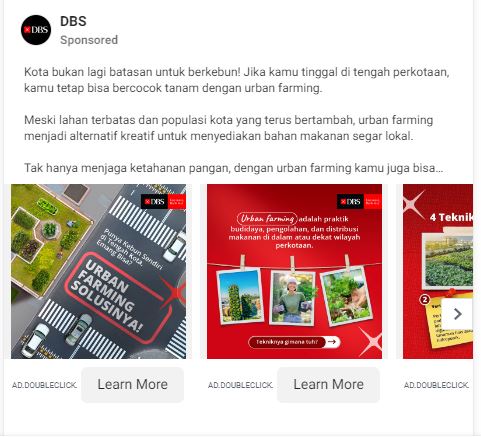 DBS
DBS
Sponsored
Kota bukan lagi batasan untuk berkebun! Jika kamu tinggal di tengah perkotaan,
kamu tetap bisa bercocok tanam dengan urban farming.
Meski lahan terbatas dan populasi kota yang terus bertambah, urban farming
menjadi alternatif kreatif untuk menyediakan bahan makanan segar lokal.
Tak hanya menjaga ketahanan pangan, dengan urban farming kamu juga bisa...
DBS
Punya Kebun Sendiri
di Tengah Kota,
Emang Bisa?
URBAN
FARMING
SOLUSINYA!
DBS
Urban farming adalah praktik
budidaya, pengolahan, dan distribusi
makanan di dalam atau dekat wilayah
perkotaan.
Tekniknya gimana tuh?
4 Teknik
2
AD.DOUBLECLICK.
Learn More
AD.DOUBLECLICK.
Learn More
AD.DOUBLECLICK.